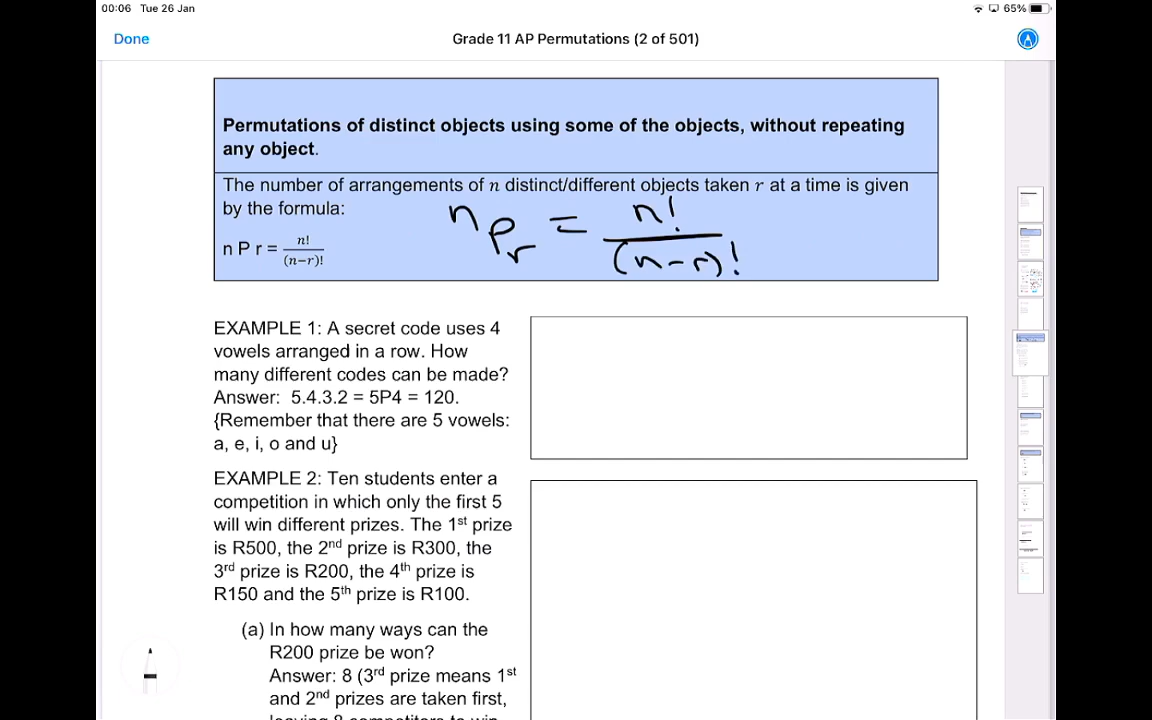 00:06 Tue 26 Jan
65%
Done
Grade 11 AP Permutations (2 of 501)
Permutations of distinct objects using some of the objects, without repeating
any object.
The number of arrangements of n distinct/different objects taken r at a time is given
by the formula:
n P r = n!/(n−r)!
nPr = n!/(n-r)!
EXAMPLE 1: A secret code uses 4
vowels arranged in a row. How
many different codes can be made?
Answer: 5.4.3.2 = 5P4 = 120.
{Remember that there are 5 vowels:
a, e, i, o and u}
EXAMPLE 2: Ten students enter a
competition in which only the first 5
will win different prizes. The 1st prize
is R500, the 2nd prize is R300, the
3rd prize is R200, the 4th prize is
R150 and the 5th prize is R100.
(a) In how many ways can the
R200 prize be won?
Answer: 8 (3rd prize means 1st
and 2nd prizes are taken first,
leaving 8 competitors to win